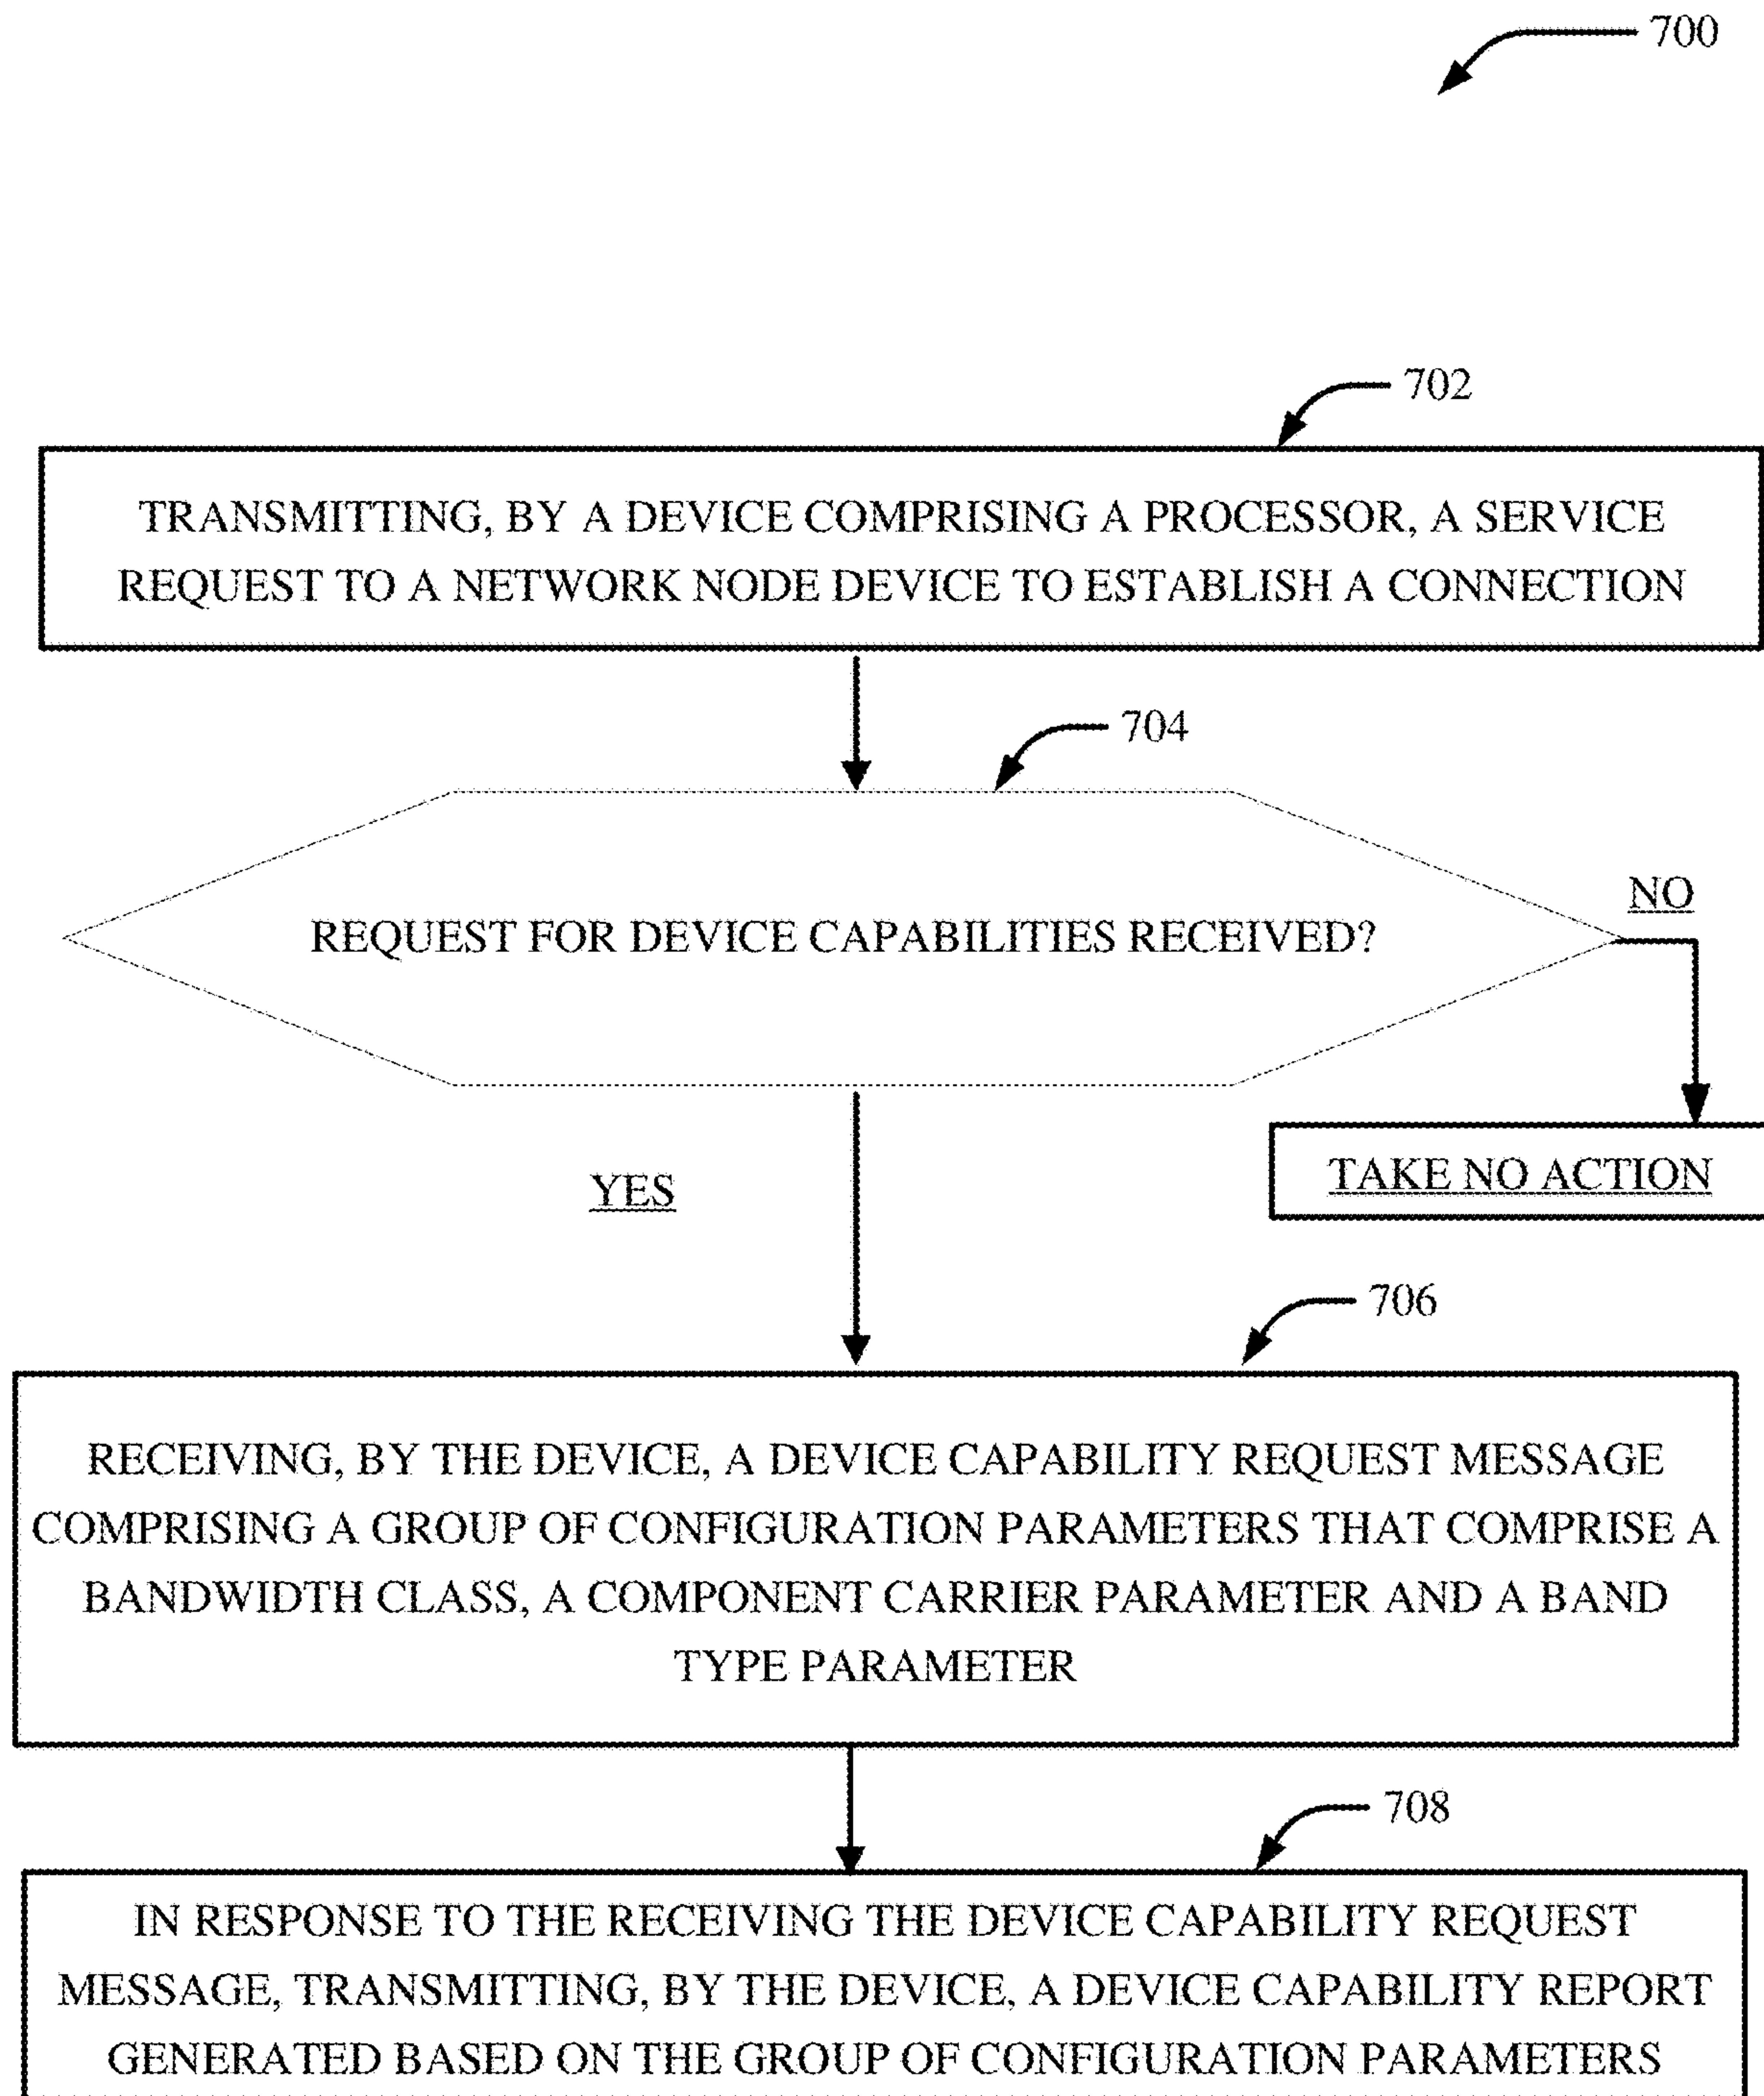 700
702
TRANSMITTING, BY A DEVICE COMPRISING A PROCESSOR, A SERVICE
REQUEST TO A NETWORK NODE DEVICE TO ESTABLISH A CONNECTION
704
REQUEST FOR DEVICE CAPABILITIES RECEIVED?
NO
TAKE NO ACTION
YES
706
RECEIVING, BY THE DEVICE, A DEVICE CAPABILITY REQUEST MESSAGE
COMPRISING A GROUP OF CONFIGURATION PARAMETERS THAT COMPRISE A
BANDWIDTH CLASS, A COMPONENT CARRIER PARAMETER AND A BAND
TYPE PARAMETER
708
IN RESPONSE TO THE RECEIVING THE DEVICE CAPABILITY REQUEST
MESSAGE, TRANSMITTING, BY THE DEVICE, A DEVICE CAPABILITY REPORT
GENERATED BASED ON THE GROUP OF CONFIGURATION PARAMETERS